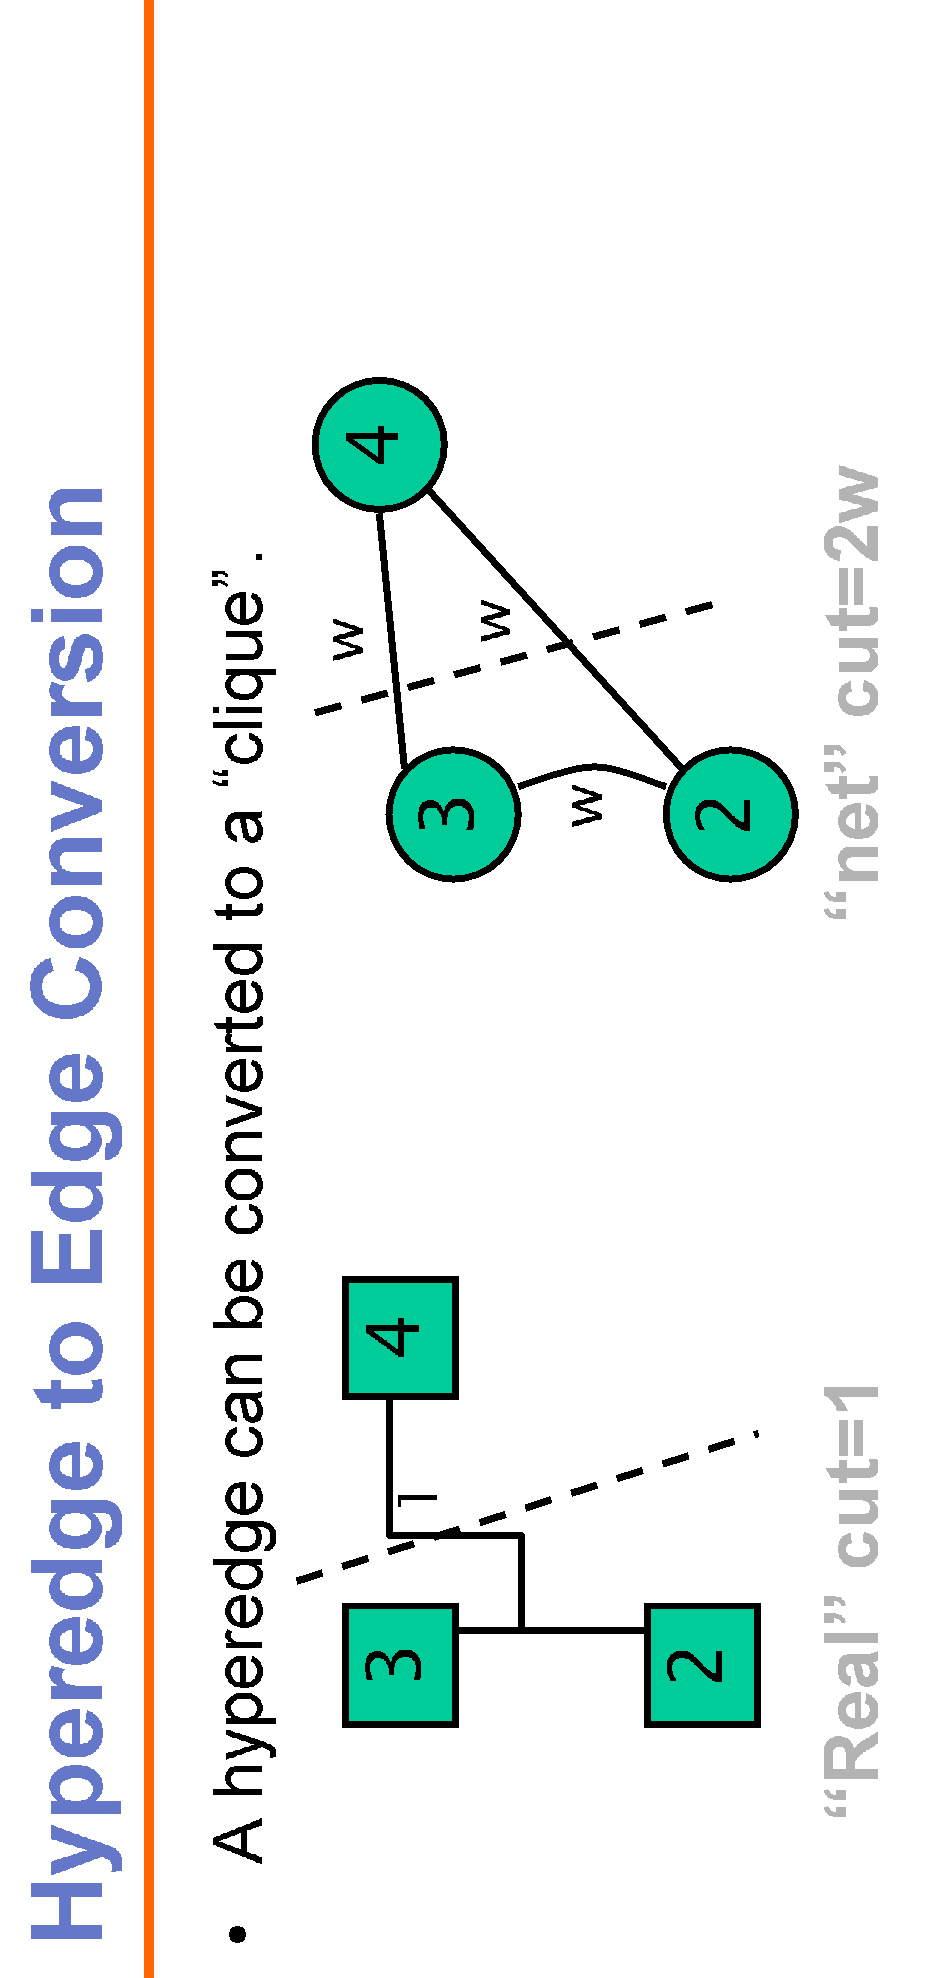 Hyperedge to Edge Conversion
• A hyperedge can be converted to a “clique”.
3
1
4
2
w
4
w
3
w
2
“Real” cut=1
“net” cut=2w